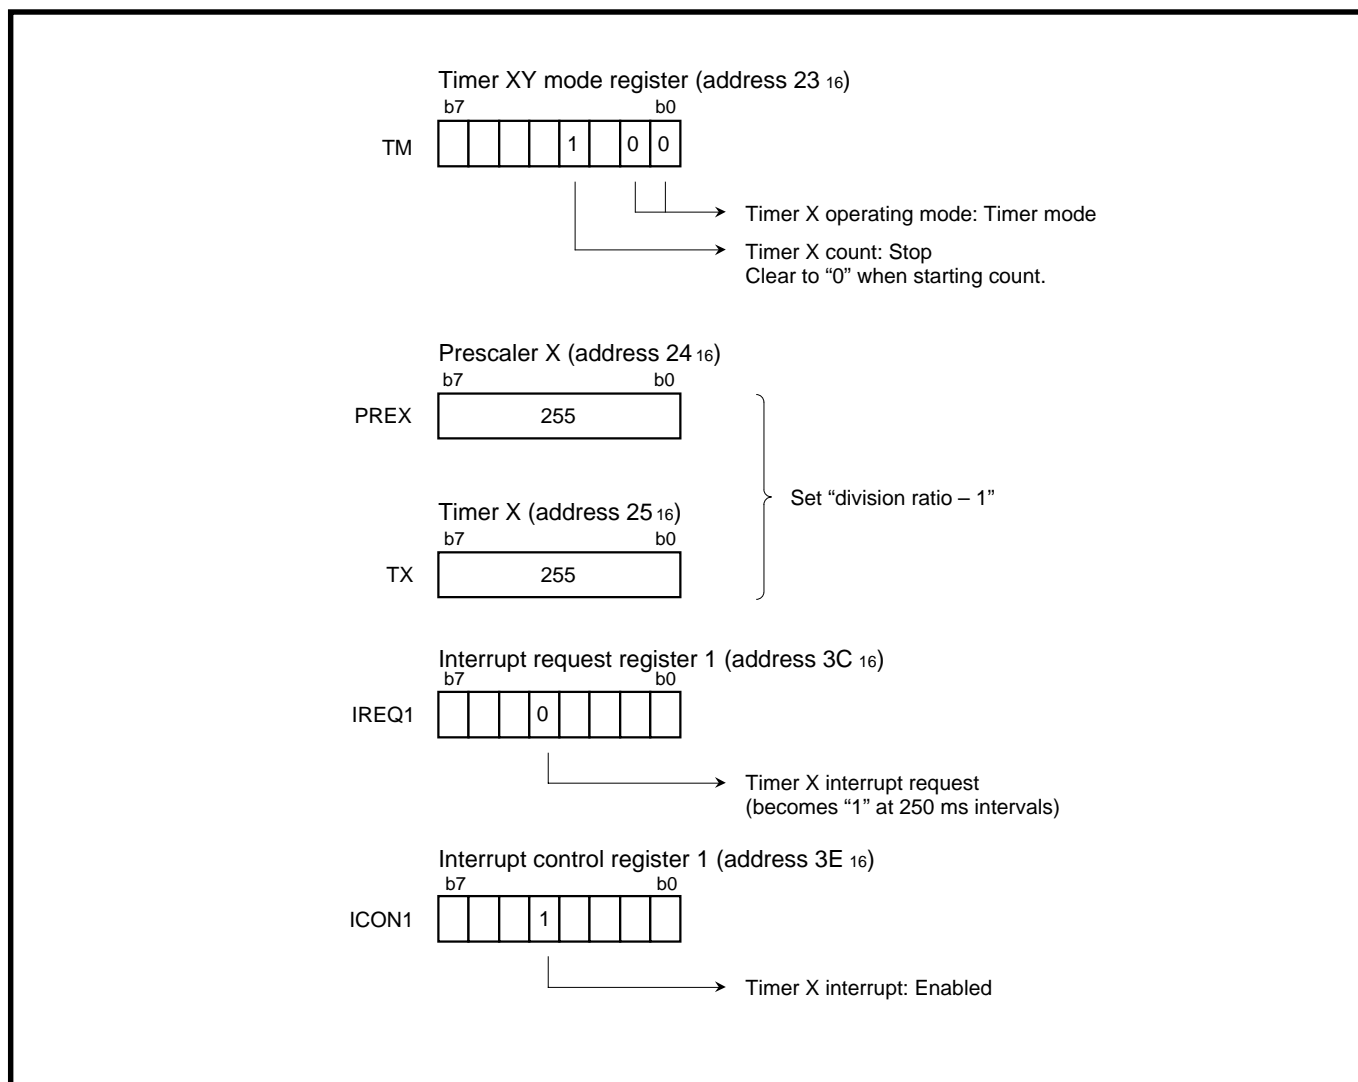 Timer XY mode register (address 23 16)
b7 b0
TM 1 0 0
Timer X operating mode: Timer mode
Timer X count: Stop
Clear to “0” when starting count.
Prescaler X (address 24 16)
b7 b0
PREX 255
Set “division ratio – 1”
Timer X (address 25 16)
b7 b0
TX 255
Interrupt request register 1 (address 3C 16)
b7 b0
IREQ1 0
Timer X interrupt request
(becomes “1” at 250 ms intervals)
Interrupt control register 1 (address 3E 16)
b7 b0
ICON1 1
Timer X interrupt: Enabled